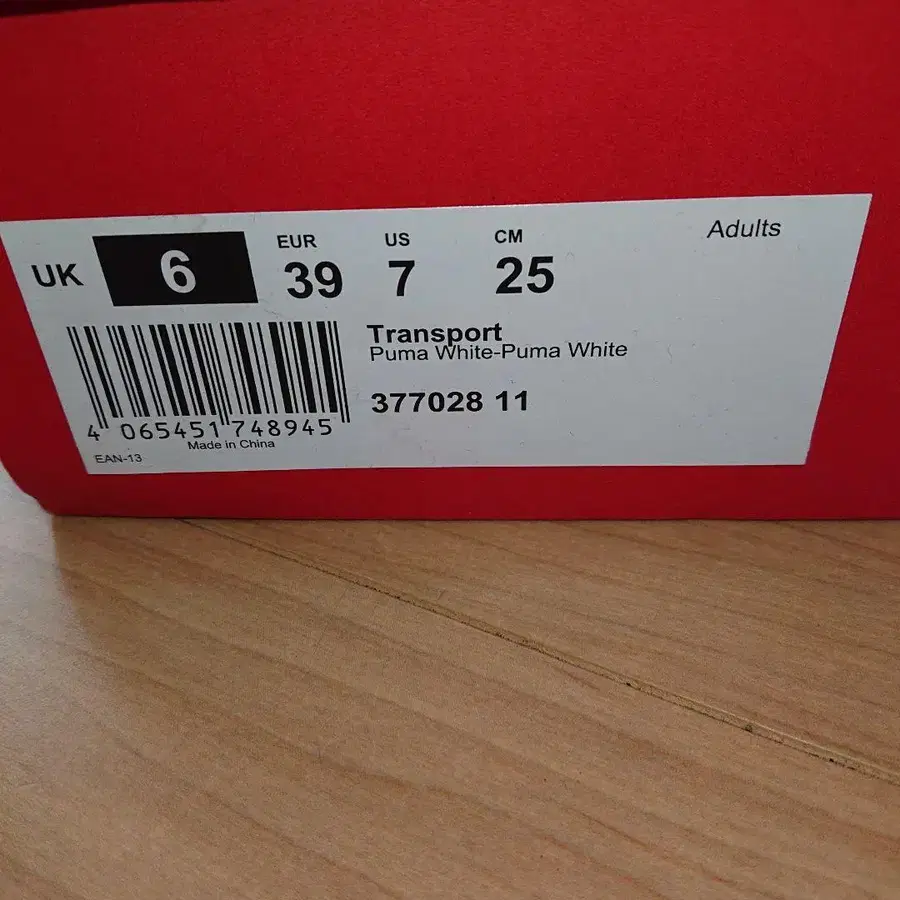 Adults
UK 6
EUR 39
US 7
CM 25
Transport
Puma White-Puma White
377028 11
4 065451 748945
Made in China
EAN-13